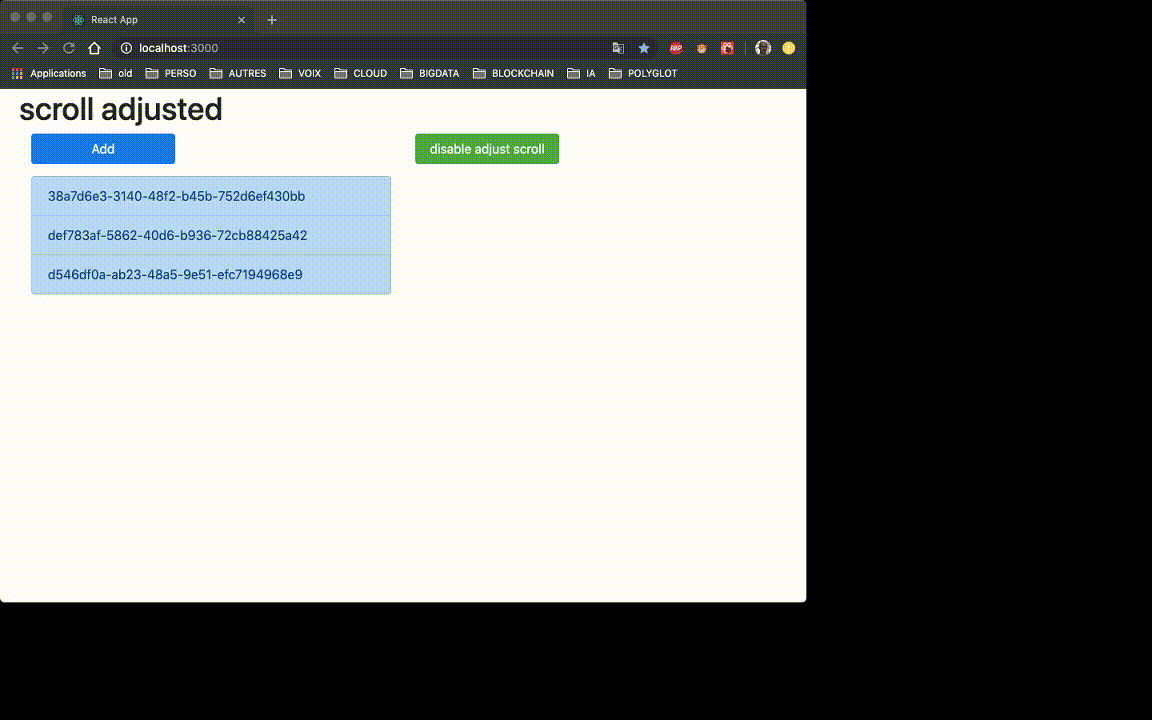 React App
localhost:3000
ABP
Applications old PERSO AUTRES VOIX CLOUD BIGDATA BLOCKCHAIN IA POLYGLOT
scroll adjusted
Add disable adjust scroll
38a7d6e3-3140-48f2-b45b-752d6ef430bb
def783af-5862-40d6-b936-72cb88425a42
d546df0a-ab23-48a5-9e51-efc7194968e9